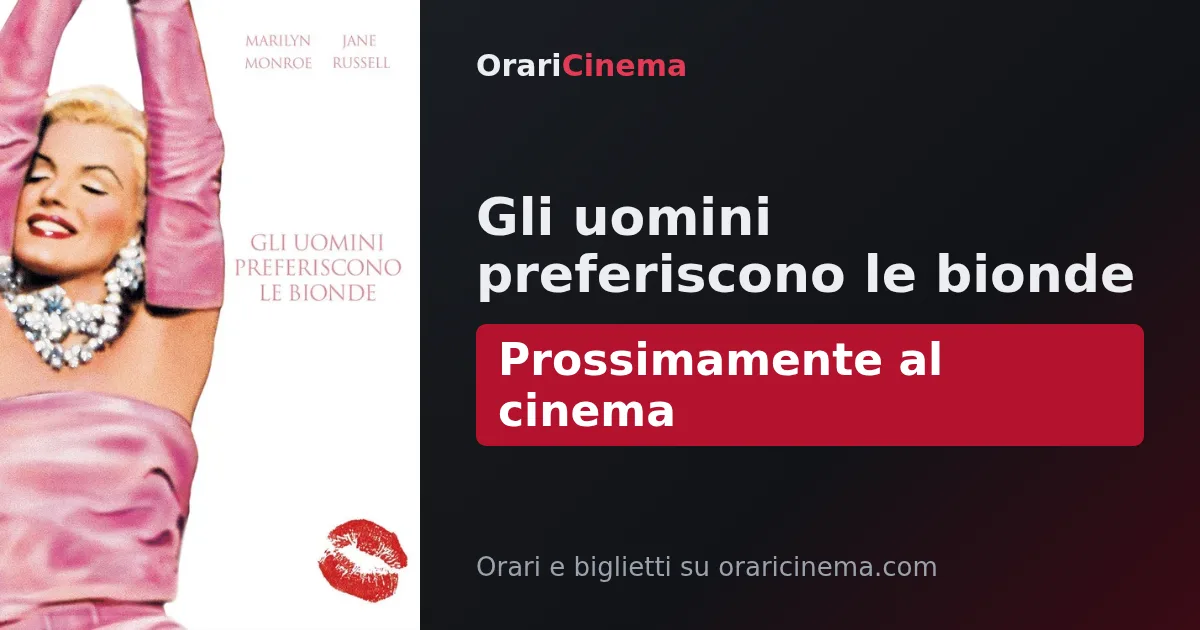 MARILYN MONROE
JANE RUSSELL
GLI UOMINI
PREFERISCONO
LE BIONDE
OrariCinema
Gli uomini
preferiscono le bionde
Prossimamente al
cinema
Orari e biglietti su oraricinema.com